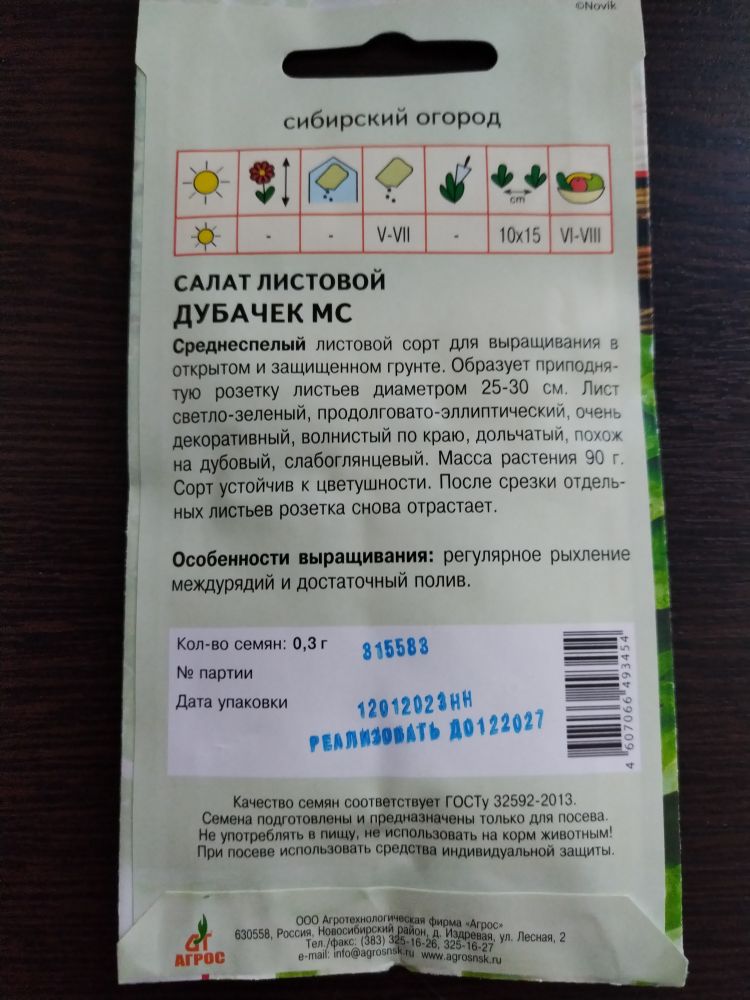 ©Novik
сибирский огород
cm
- - V-VII - 10x15 VI-VIII
САЛАТ ЛИСТОВОЙ
ДУБАЧЕК МС
Среднеспелый листовой сорт для выращивания в
открытом и защищенном грунте. Образует приподня-
тую розетку листьев диаметром 25-30 см. Лист
светло-зеленый, продолговато-эллиптический, очень
декоративный, волнистый по краю, дольчатый, похож
на дубовый, слабоглянцевый. Масса растения 90 г.
Сорт устойчив к цветушности. После срезки отдель-
ных листьев розетка снова отрастает.
Особенности выращивания: регулярное рыхление
междурядий и достаточный полив.
Кол-во семян: 0,3 г
815583
№ партии
Дата упаковки
12012023НН
РЕАЛИЗОВАТЬ ДО122027
4 607066 493454
Качество семян соответствует ГОСТу 32592-2013.
Семена подготовлены и предназначены только для посева.
Не употреблять в пищу, не использовать на корм животным!
При посеве использовать средства индивидуальной защиты.
АГРОС
ООО Агротехнологическая фирма «Агрос»
630558, Россия, Новосибирский район, д. Издревая, ул. Лесная, 2
Тел./факс: (383) 325-16-26, 325-16-27
e-mail: info@agrosnsk.ru www.agrosnsk.ru